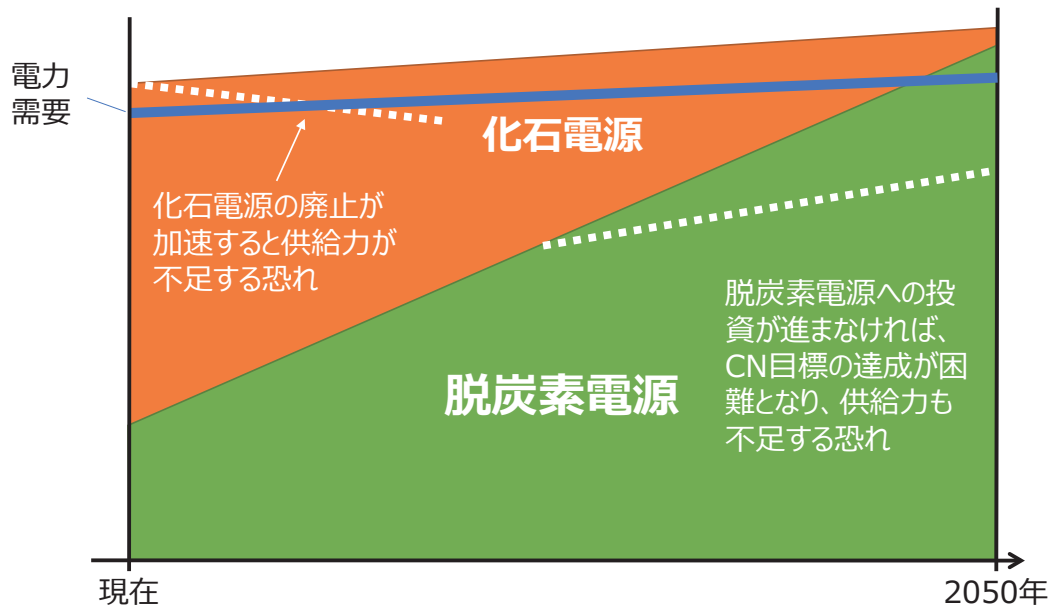 電力
需要
化石電源
化石電源の廃止が
加速すると供給力が
不足する恐れ
脱炭素電源への投
資が進まなければ、
CN目標の達成が困
難となり、供給力も
不足する恐れ
脱炭素電源
現在
2050年